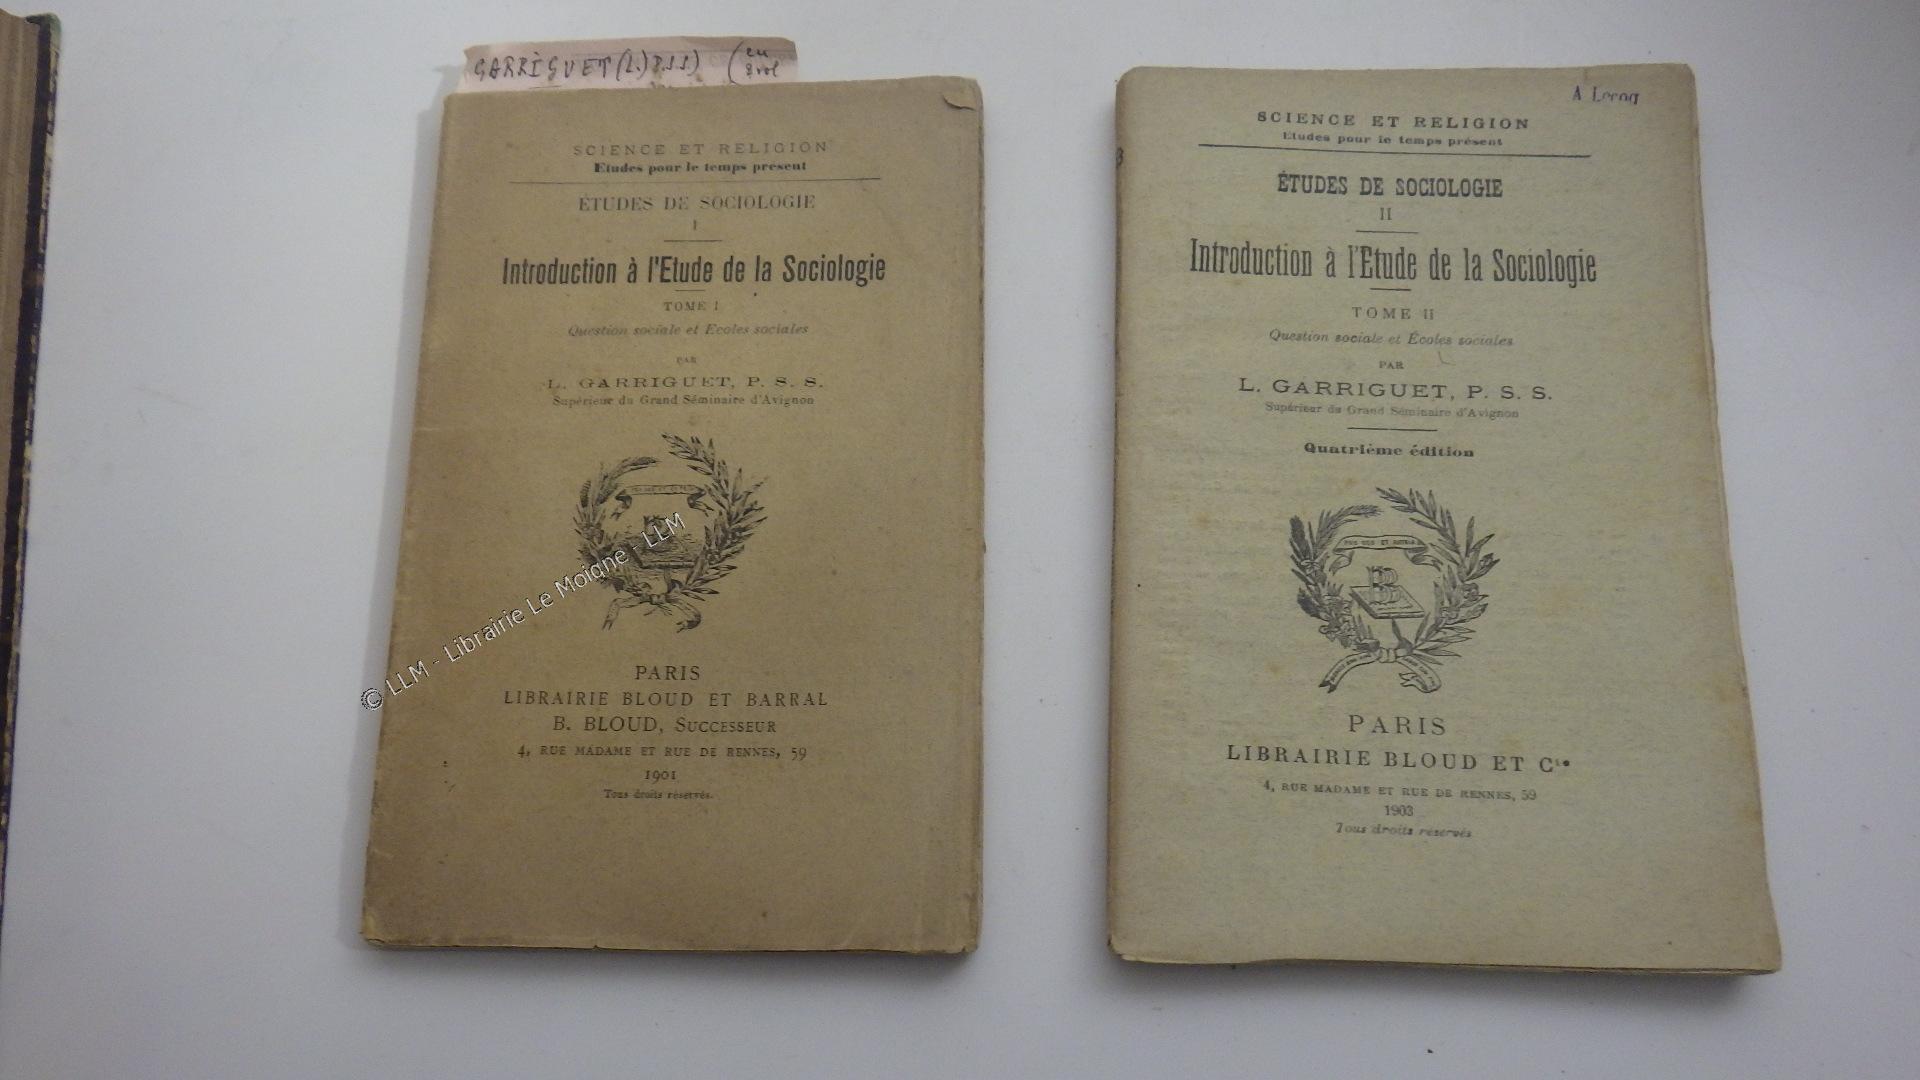 GARRIGUET (L.) P.S.S) (en
2 vol
SCIENCE ET RELIGION
Etudes pour le temps présent
ÉTUDES DE SOCIOLOGIE
I
Introduction à l'Etude de la Sociologie
TOME I
Question sociale et Ecoles sociales
PAR
L. GARRIGUET, P. S. S.
Supérieur du Grand Séminaire d'Avignon
PARIS
LIBRAIRIE BLOUD ET BARRAL
B. BLOUD, SUCCESSEUR
4, RUE MADAME ET RUE DE RENNES, 59
1901
Tous droits réservés.
© LLM - Librairie Le Moigne - LLM
A Lecoq
SCIENCE ET RELIGION
Etudes pour le temps présent
ÉTUDES DE SOCIOLOGIE
II
Introduction à l'Etude de la Sociologie
TOME II
Question sociale et Écoles sociales
PAR
L. GARRIGUET, P. S. S.
Supérieur du Grand Séminaire d'Avignon
Quatrième édition
B
PARIS
LIBRAIRIE BLOUD ET Cie
4, RUE MADAME ET RUE DE RENNES, 59
1903
Tous droits réservés